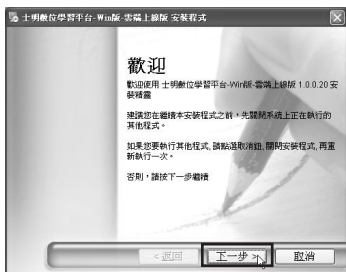 士明數位學習平台-Win版-雲端上線版 安裝程式
歡迎
歡迎使用 士明數位學習平台-Win版-雲端上線版 1.0.0.20 安
裝精靈
建議您在繼續本安裝程式之前，先關閉系統上正在執行的
其他程式。
如果您要執行其他程式, 請點選取消鈕, 關閉安裝程式, 再重
新執行一次。
否則，請按下一步繼續
< 返回
下一步 >
取消